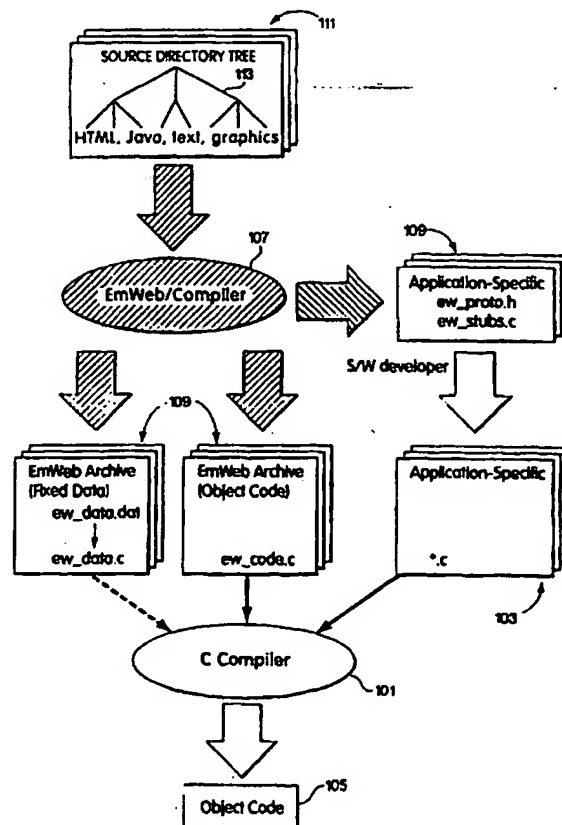 111
SOURCE DIRECTORY TREE
113
HTML, Java, text, graphics
107
EmWeb/Compiler
109
Application-Specific
ew_proto.h
ew_stubs.c
S/W developer
109
EmWeb Archive
(Fixed Data)
ew_data.dat
ew_data.c
EmWeb Archive
(Object Code)
ew_code.c
Application-Specific
*.c
103
C Compiler
101
105
Object Code